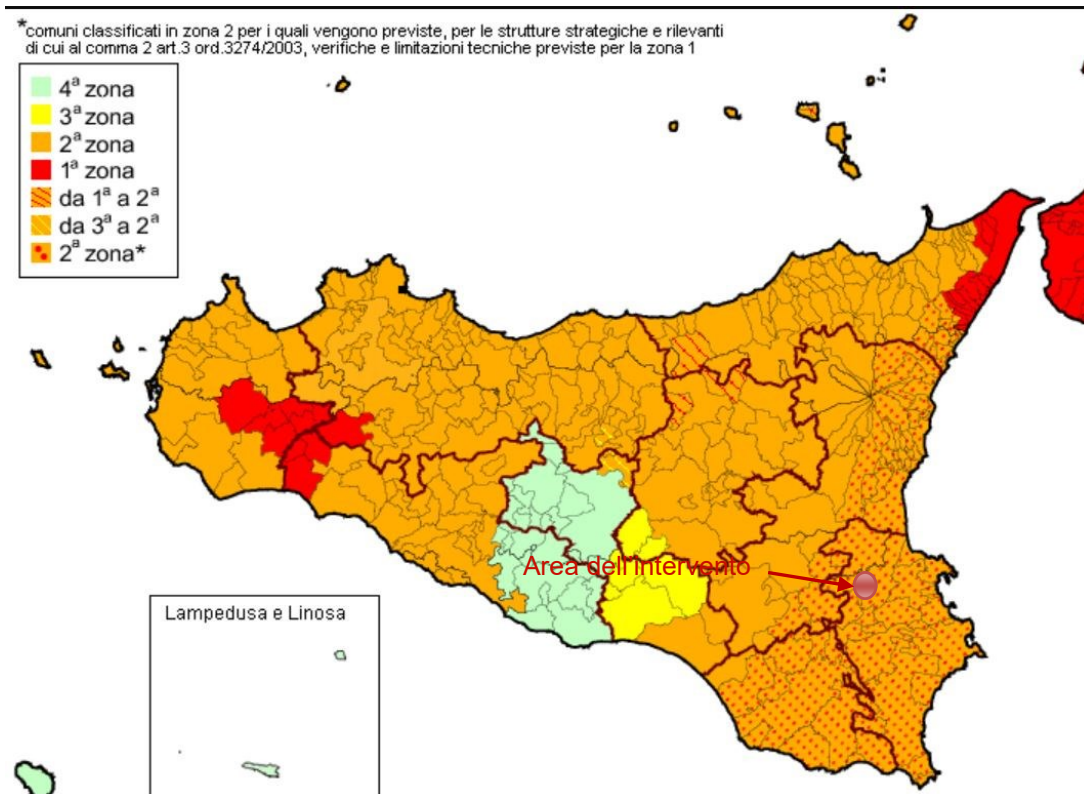 *comuni classificati in zona 2 per i quali vengono previste, per le strutture strategiche e rilevanti
di cui al comma 2 art.3 ord.3274/2003, verifiche e limitazioni tecniche previste per la zona 1
4ª zona
3ª zona
2ª zona
1ª zona
da 1ª a 2ª
da 3ª a 2ª
2ª zona*
Area dell'intervento
Lampedusa e Linosa